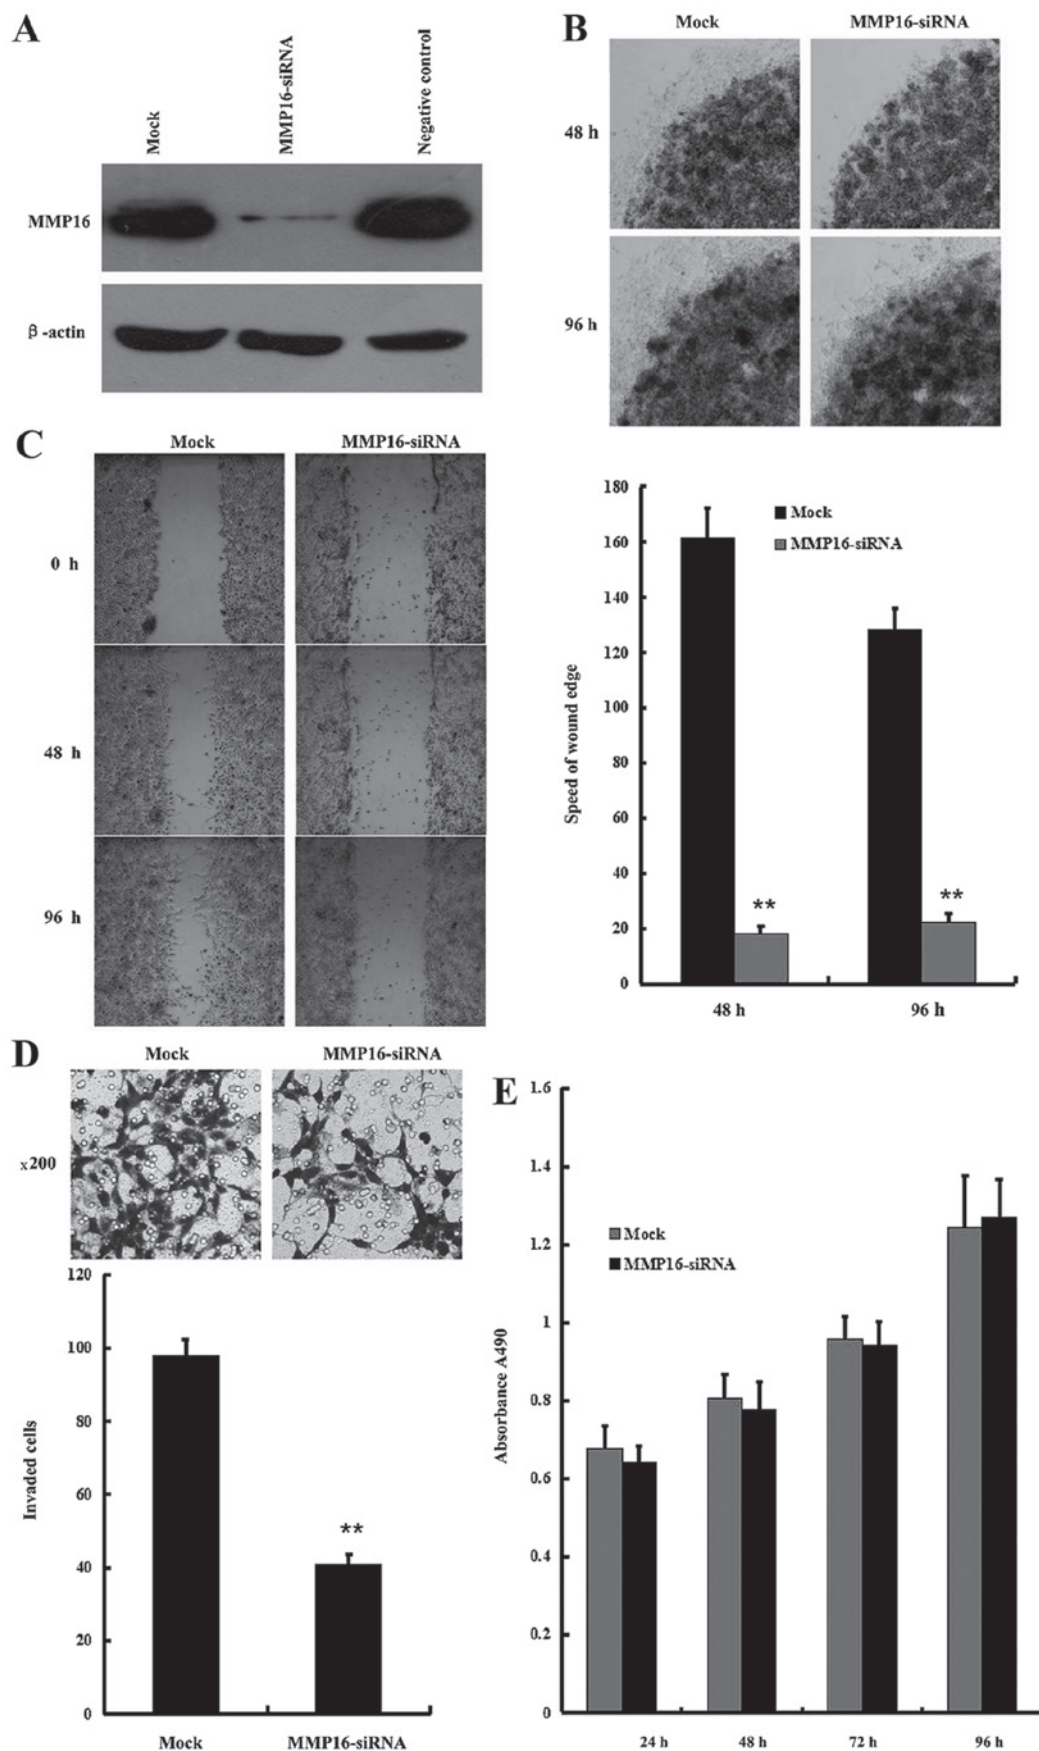 A
Mock
MMP16-siRNA
Negative control
MMP16
β-actin
B
Mock
MMP16-siRNA
48 h
96 h
C
Mock
MMP16-siRNA
0 h
48 h
96 h
180
160
140
120
100
80
60
40
20
0
Speed of wound edge
Mock
MMP16-siRNA
**
**
48 h
96 h
D
Mock
MMP16-siRNA
x200
120
100
80
60
40
20
0
Invaded cells
**
Mock
MMP16-siRNA
E
1.6
1.4
1.2
1
0.8
0.6
0.4
0.2
0
Absorbance A490
Mock
MMP16-siRNA
24 h
48 h
72 h
96 h